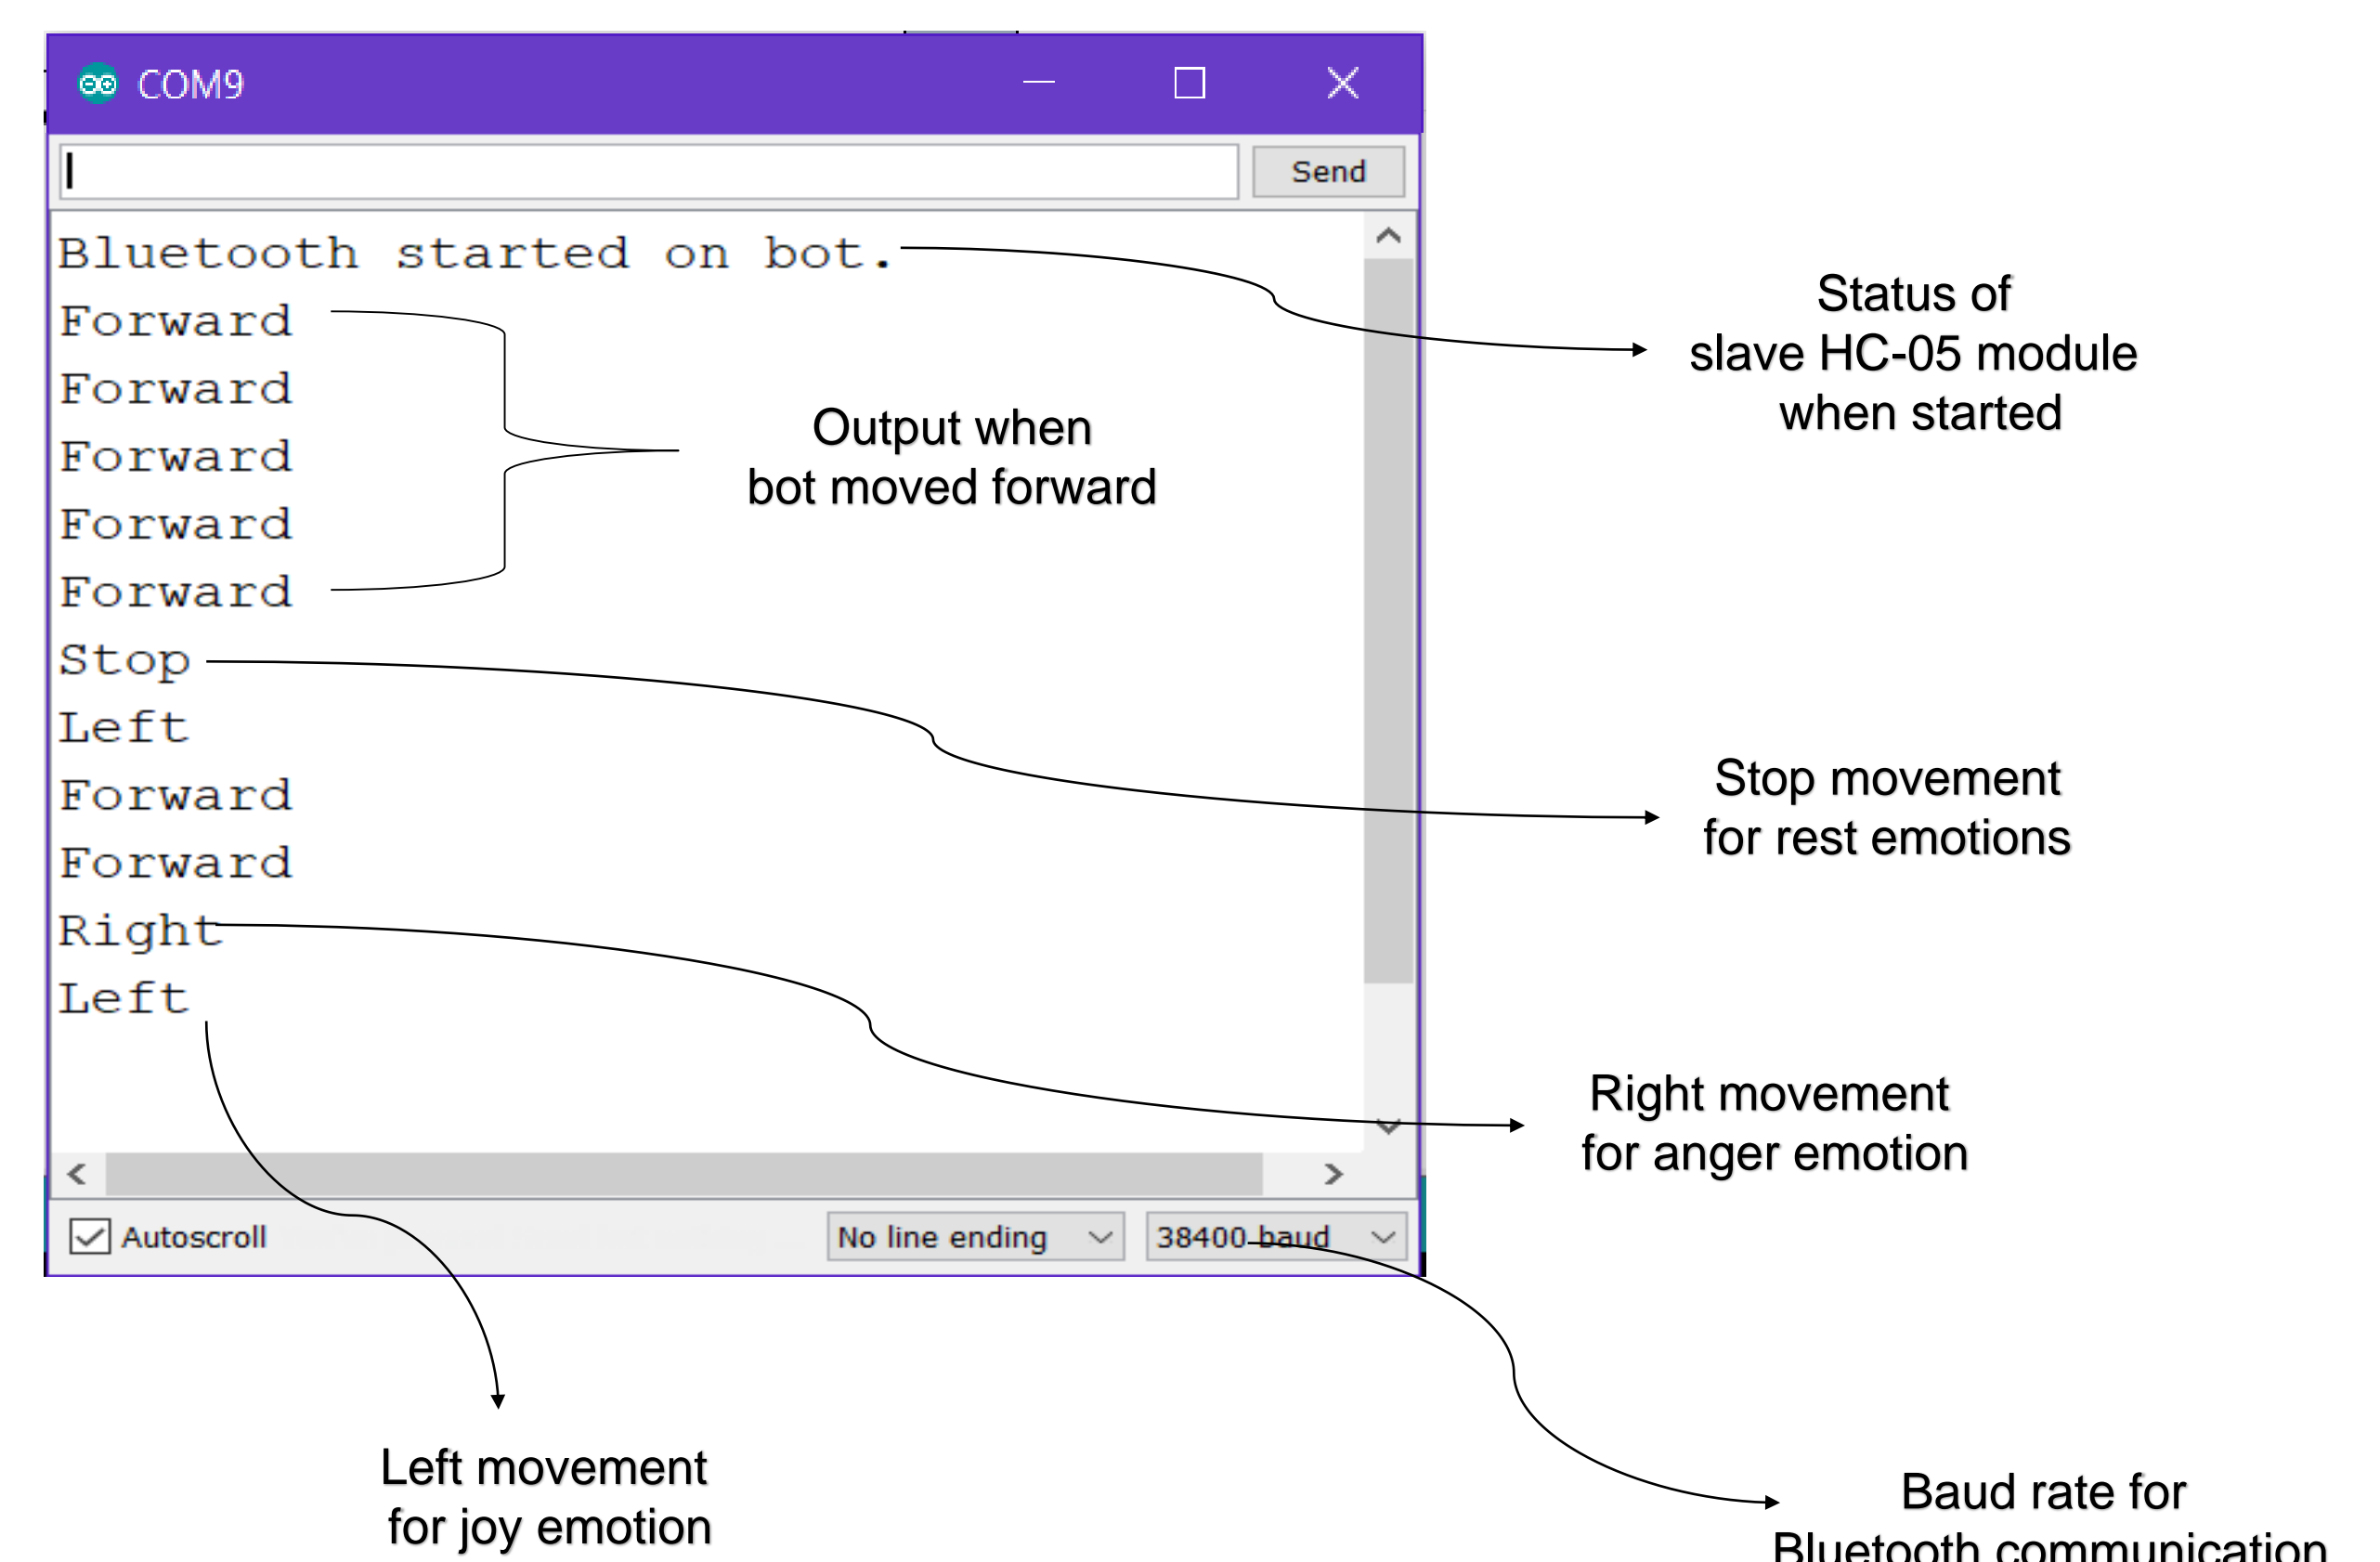 COM9
Send
Bluetooth started on bot.
Forward
Forward
Forward
Forward
Forward
Stop
Left
Forward
Forward
Right
Left
Autoscroll
No line ending
38400 baud
Status of
slave HC-05 module
when started
Output when
bot moved forward
Stop movement
for rest emotions
Right movement
for anger emotion
Left movement
for joy emotion
Baud rate for
Bluetooth communication